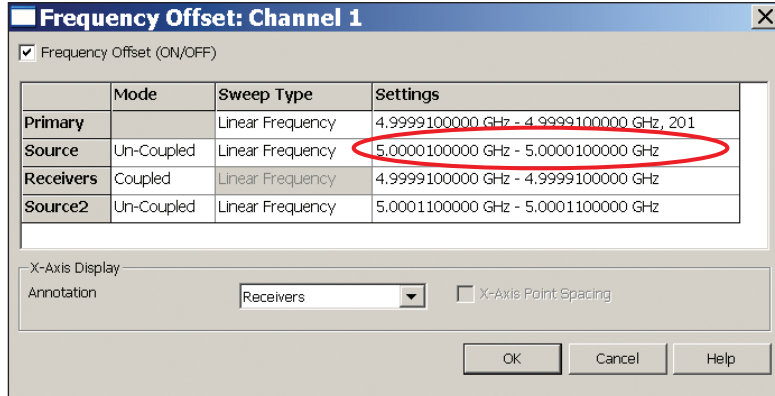 Frequency Offset: Channel 1
Frequency Offset (ON/OFF)
Mode Sweep Type Settings
Primary Linear Frequency 4.9999100000 GHz - 4.9999100000 GHz, 201
Source Un-Coupled Linear Frequency 5.0000100000 GHz - 5.0000100000 GHz
Receivers Coupled Linear Frequency 4.9999100000 GHz - 4.9999100000 GHz
Source2 Un-Coupled Linear Frequency 5.0001100000 GHz - 5.0001100000 GHz
X-Axis Display
Annotation Receivers X-Axis Point Spacing
OK Cancel Help